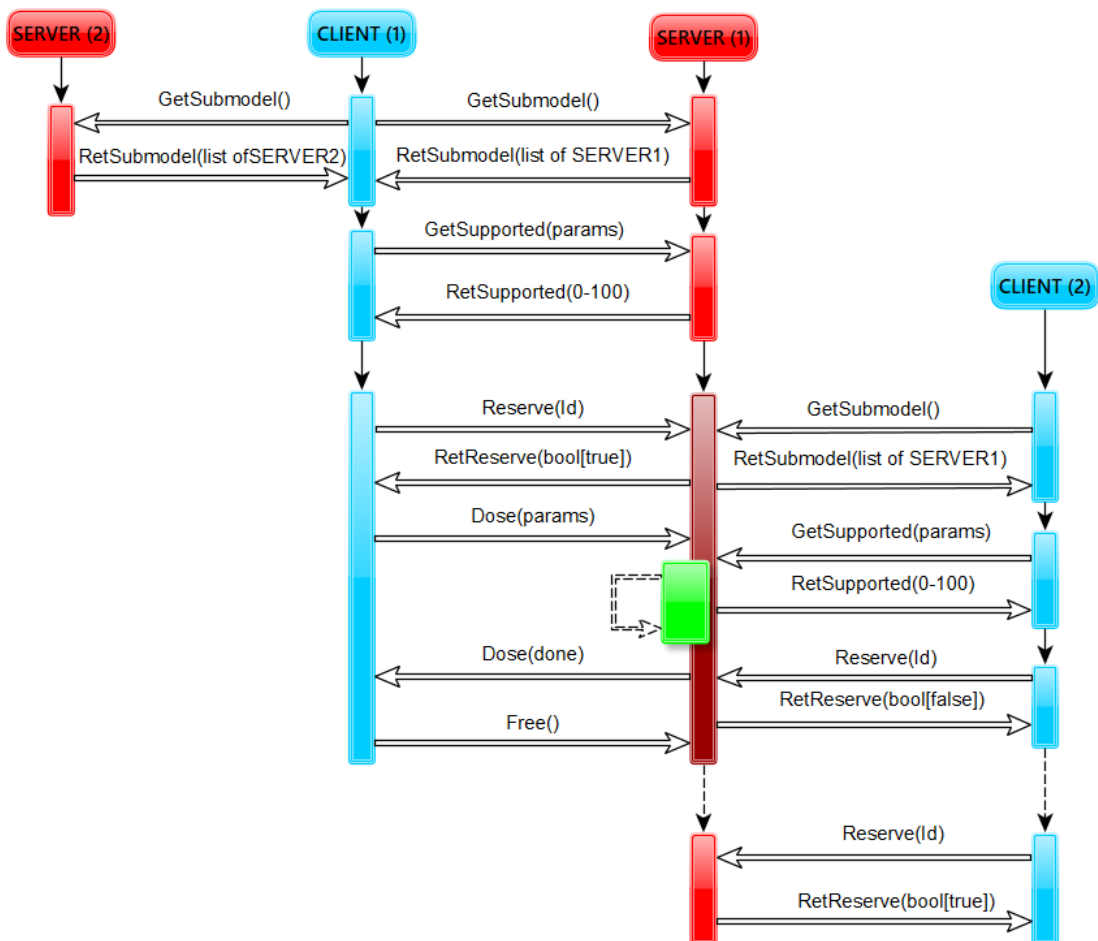 SERVER (2)
CLIENT (1)
SERVER (1)
GetSubmodel()
GetSubmodel()
RetSubmodel(list ofSERVER2)
RetSubmodel(list of SERVER1)
GetSupported(params)
RetSupported(0-100)
CLIENT (2)
Reserve(Id)
GetSubmodel()
RetReserve(bool[true])
RetSubmodel(list of SERVER1)
Dose(params)
GetSupported(params)
RetSupported(0-100)
Dose(done)
Reserve(Id)
RetReserve(bool[false])
Free()
Reserve(Id)
RetReserve(bool[true])